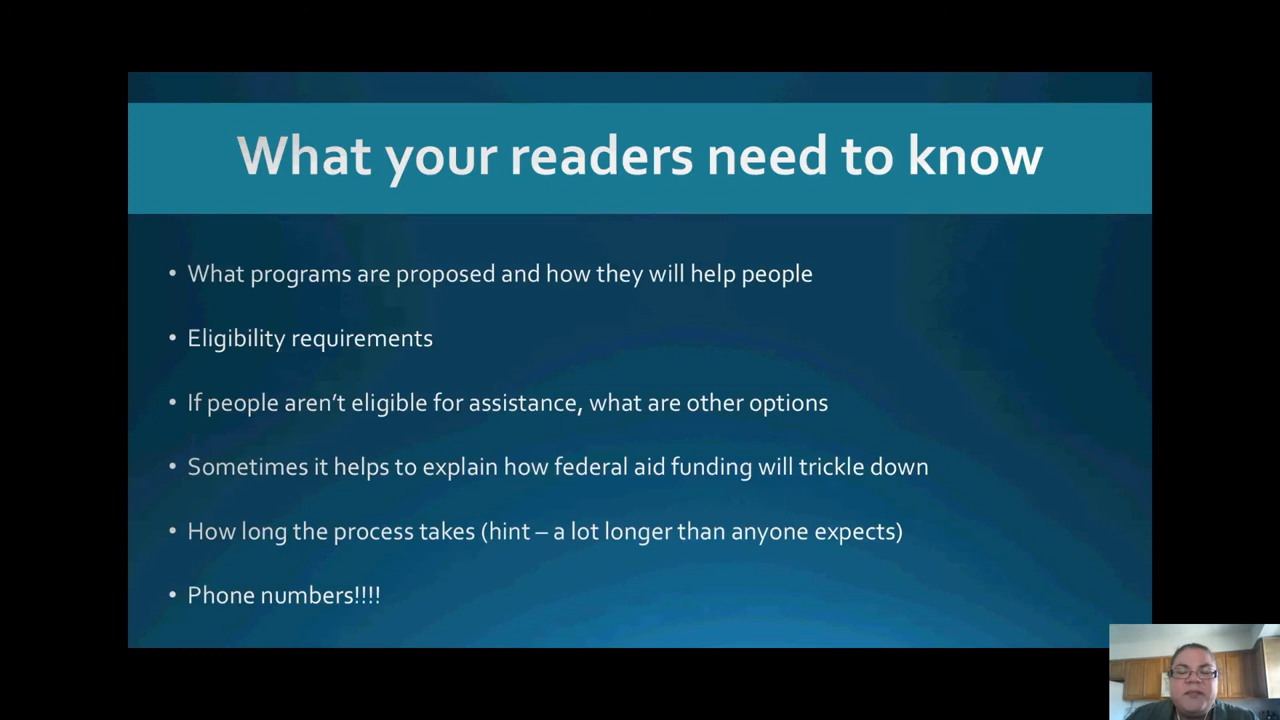 What your readers need to know
• What programs are proposed and how they will help people
• Eligibility requirements
• If people aren’t eligible for assistance, what are other options
• Sometimes it helps to explain how federal aid funding will trickle down
• How long the process takes (hint – a lot longer than anyone expects)
• Phone numbers!!!!